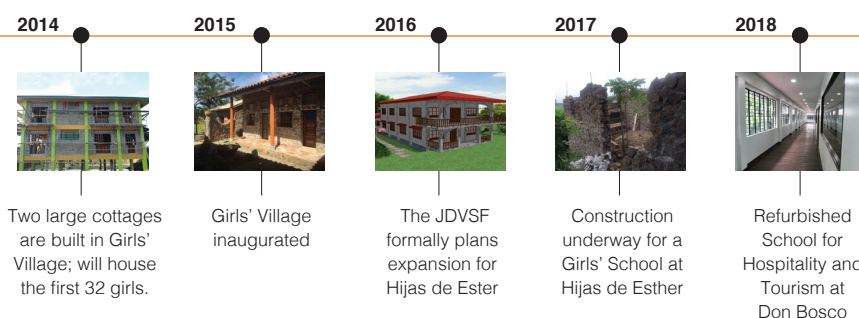 2014
2015
2016
2017
2018
Two large cottages
are built in Girls'
Village; will house
the first 32 girls.
Girls' Village
inaugurated
The JDVSF
formally plans
expansion for
Hijas de Ester
Construction
underway for a
Girls' School at
Hijas de Esther
Refurbished
School for
Hospitality and
Tourism at
Don Bosco